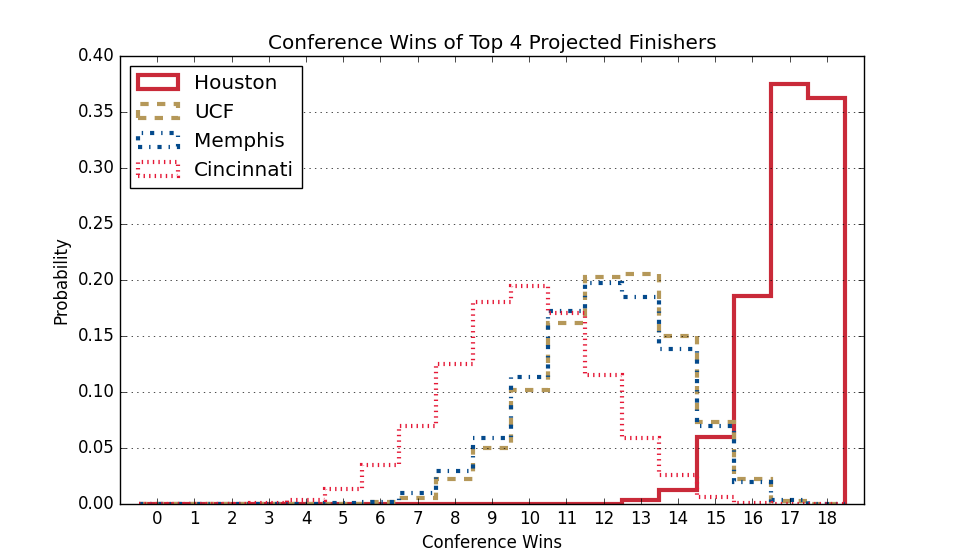 Conference Wins of Top 4 Projected Finishers
Houston
UCF
Memphis
Cincinnati
0.40
0.35
0.30
0.25
0.20
0.15
0.10
0.05
0.00
Probability
0 1 2 3 4 5 6 7 8 9 10 11 12 13 14 15 16 17 18
Conference Wins